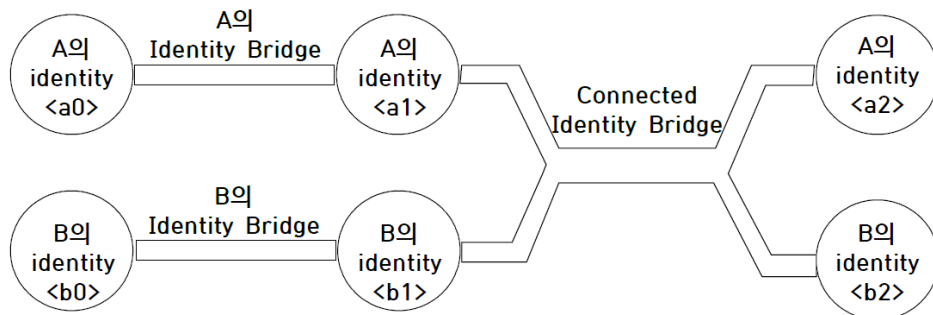 A의
identity
<a0>
A의
Identity Bridge
A의
identity
<a1>
Connected
Identity Bridge
A의
identity
<a2>
B의
identity
<b0>
B의
Identity Bridge
B의
identity
<b1>
B의
identity
<b2>